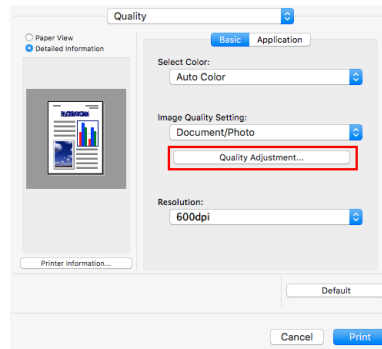 Quality
Paper View
Detailed Information
Basic Application
Select Color:
Auto Color
Image Quality Setting:
Document/Photo
Quality Adjustment...
Resolution:
600dpi
Printer Information...
Default
Cancel Print